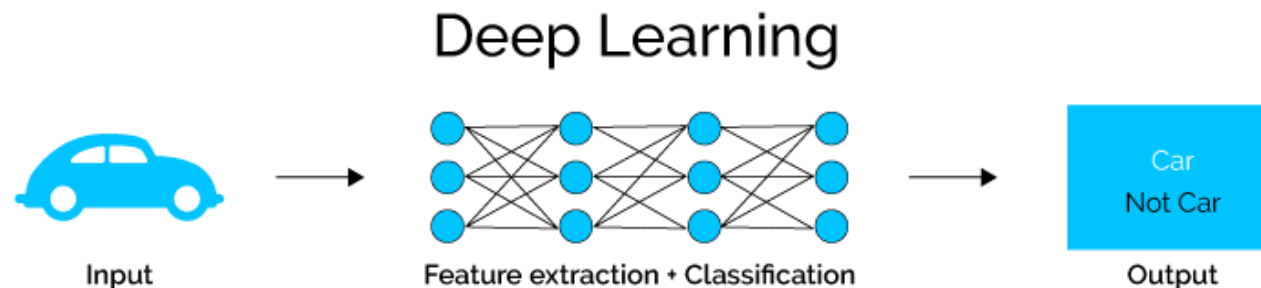 Deep Learning
Car
Not Car
Input
Feature extraction + Classification
Output